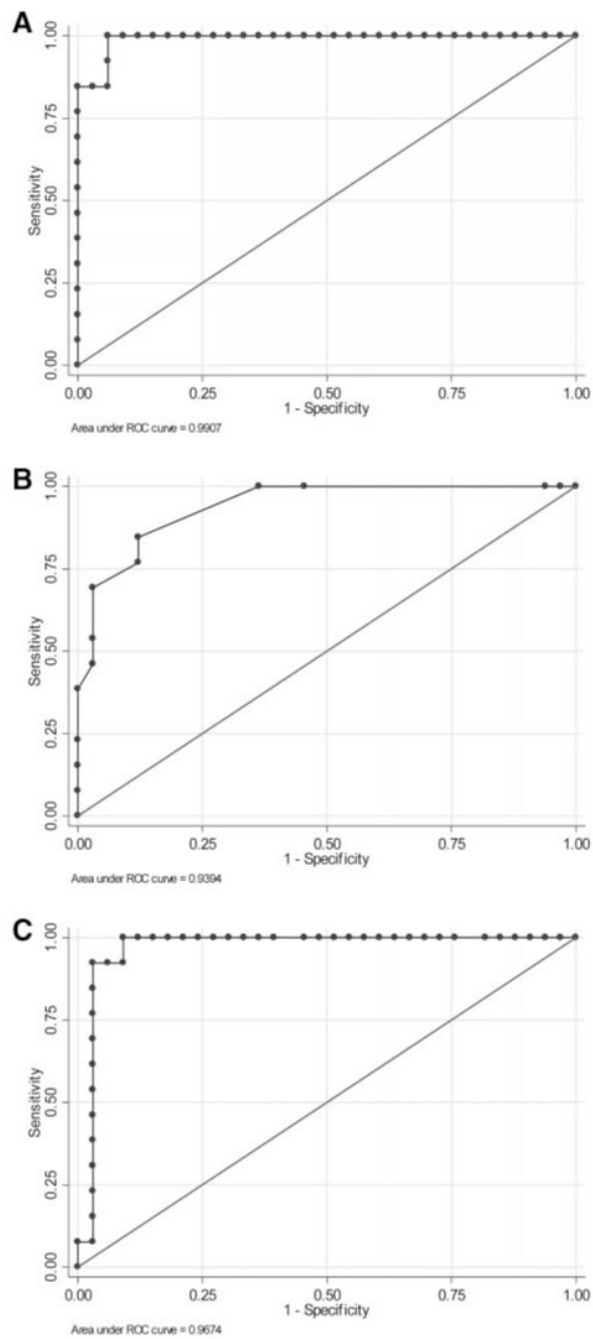 A
1.00
0.75
0.50
0.25
0.00
Sensitivity
0.00 0.25 0.50 0.75 1.00
1 - Specificity
Area under ROC curve = 0.9907
B
1.00
0.75
0.50
0.25
0.00
Sensitivity
0.00 0.25 0.50 0.75 1.00
1 - Specificity
Area under ROC curve = 0.9394
C
1.00
0.75
0.50
0.25
0.00
Sensitivity
0.00 0.25 0.50 0.75 1.00
1 - Specificity
Area under ROC curve = 0.9674